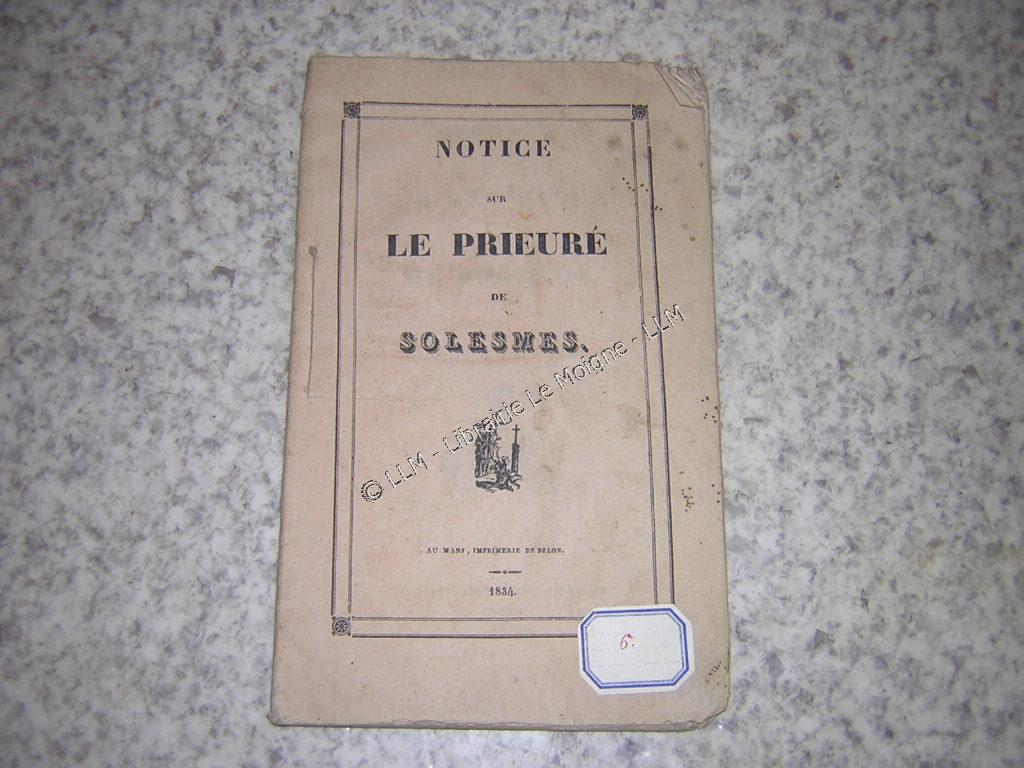 NOTICE
SUR
LE PRIEURÉ
DE
SOLESMES.
© LLM - Librairie Le Moigne - LLM
AU MANS, IMPRIMERIE DE BELON.
1834.
6.